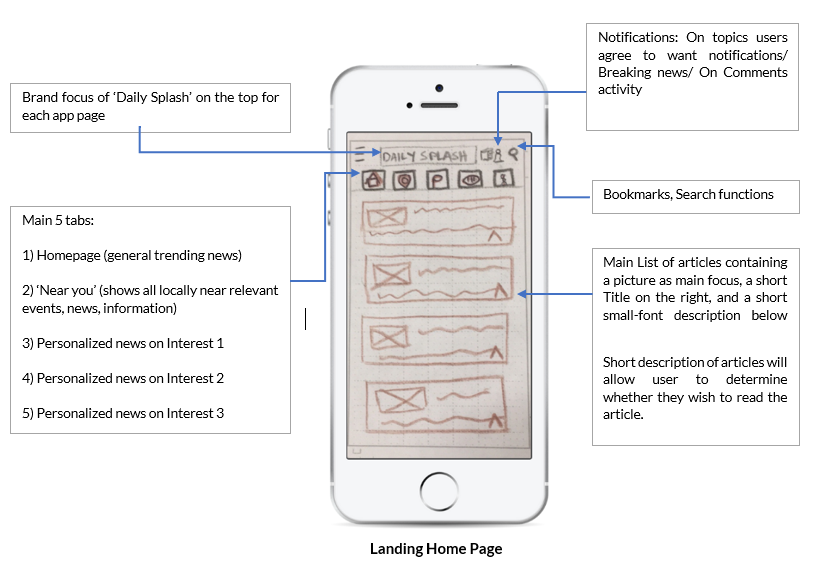 Notifications: On topics users
agree to want notifications/
Breaking news/ On Comments
activity
Brand focus of ‘Daily Splash’ on the top for
each app page
DAILY SPLASH
P
Bookmarks, Search functions
Main 5 tabs:
1) Homepage (general trending news)
2) ‘Near you’ (shows all locally near relevant
events, news, information)
3) Personalized news on Interest 1
4) Personalized news on Interest 2
5) Personalized news on Interest 3
Main List of articles containing
a picture as main focus, a short
Title on the right, and a short
small-font description below
Short description of articles will
allow user to determine
whether they wish to read the
article.
Landing Home Page